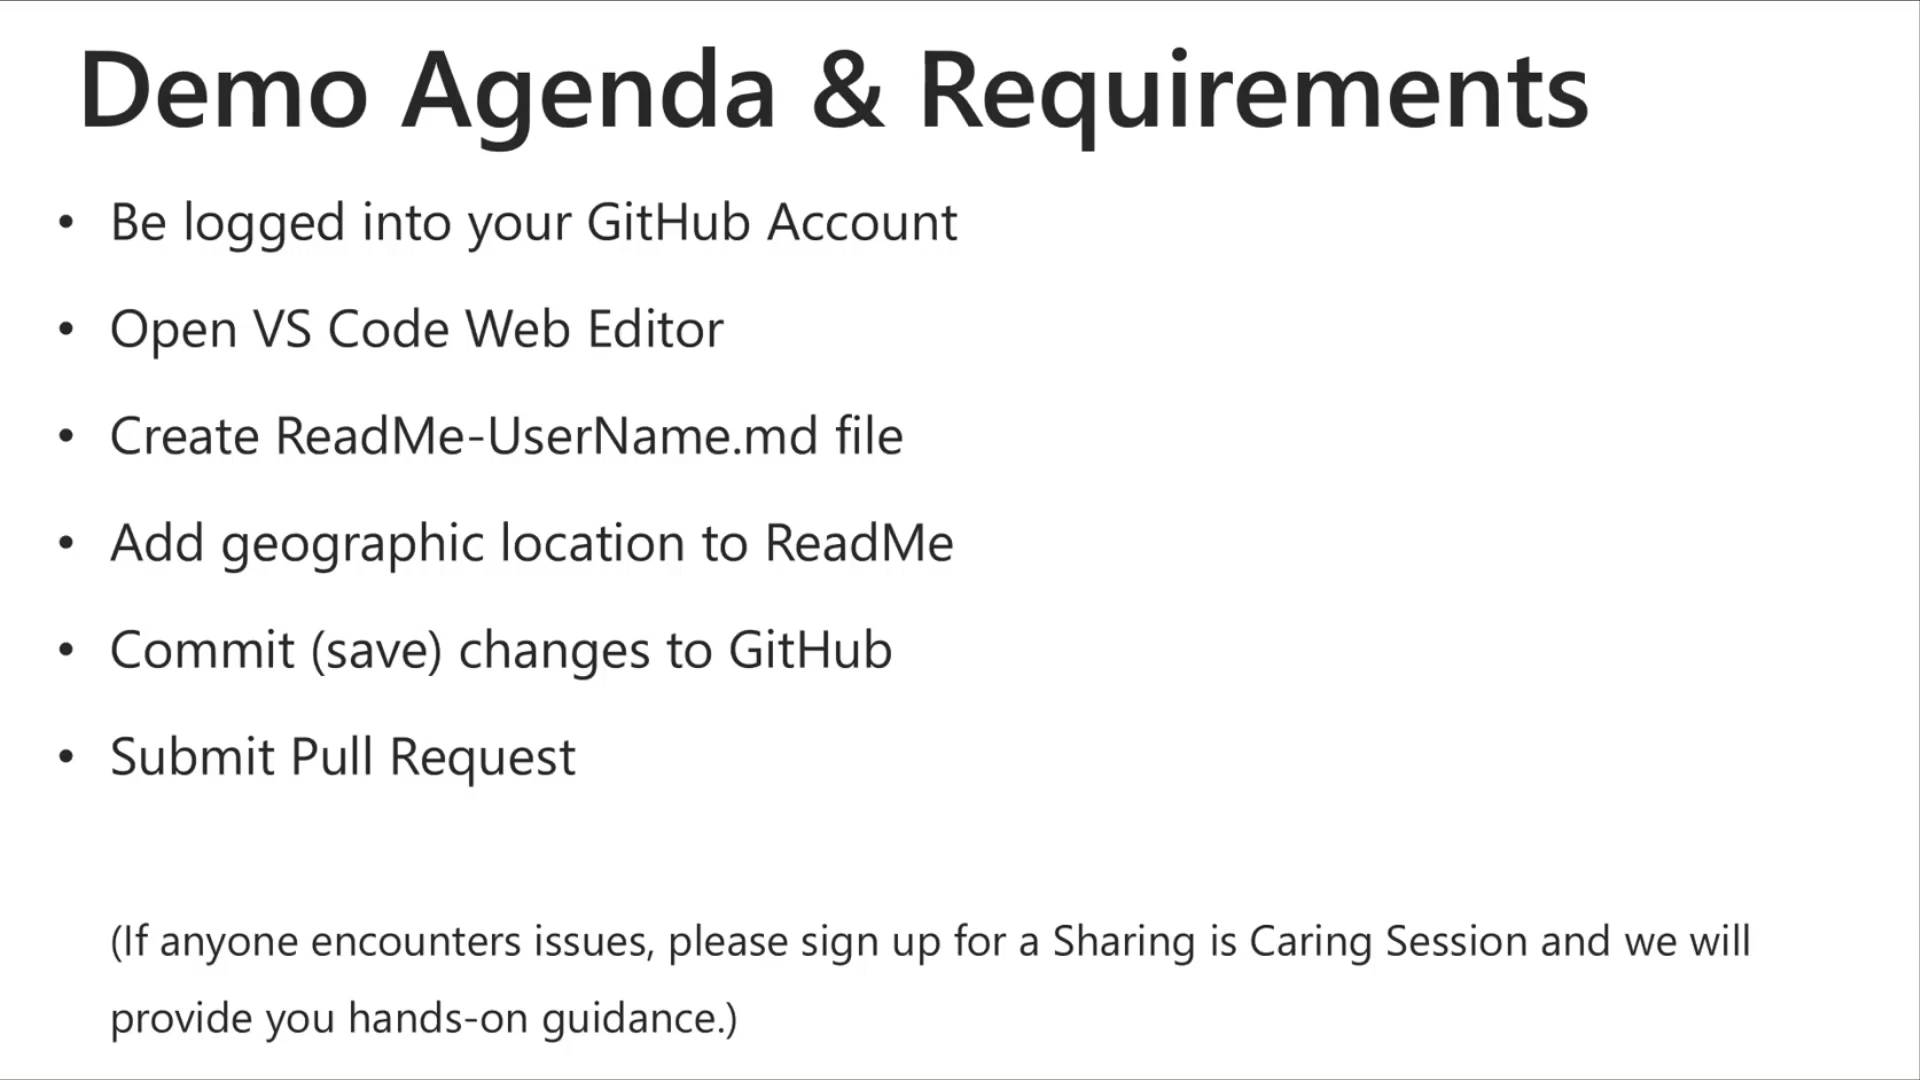 Demo Agenda & Requirements
• Be logged into your GitHub Account
• Open VS Code Web Editor
• Create ReadMe-UserName.md file
• Add geographic location to ReadMe
• Commit (save) changes to GitHub
• Submit Pull Request
(If anyone encounters issues, please sign up for a Sharing is Caring Session and we will
provide you hands-on guidance.)